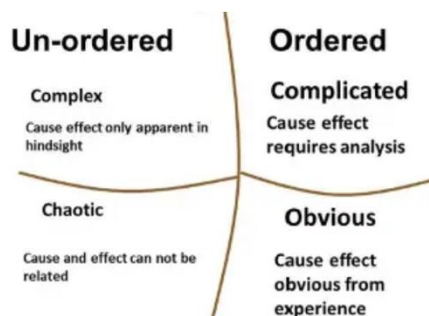 Un-ordered
Ordered
Complex
Cause effect only apparent in
hindsight
Complicated
Cause effect
requires analysis
Chaotic
Cause and effect can not be
related
Obvious
Cause effect
obvious from
experience